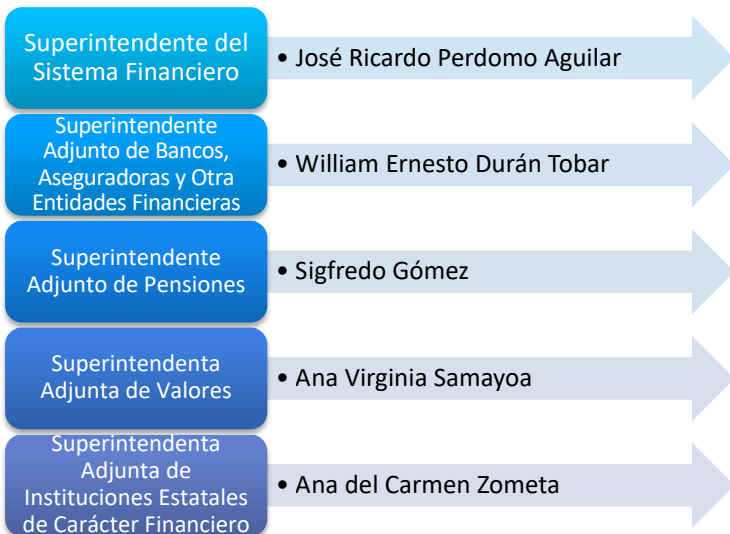 Superintendente del
Sistema Financiero
• José Ricardo Perdomo Aguilar
Superintendente
Adjunto de Bancos,
Aseguradoras y Otra
Entidades Financieras
• William Ernesto Durán Tobar
Superintendente
Adjunto de Pensiones
• Sigfredo Gómez
Superintendenta
Adjunta de Valores
• Ana Virginia Samayoa
Superintendenta
Adjunta de
Instituciones Estatales
de Carácter Financiero
• Ana del Carmen Zometa